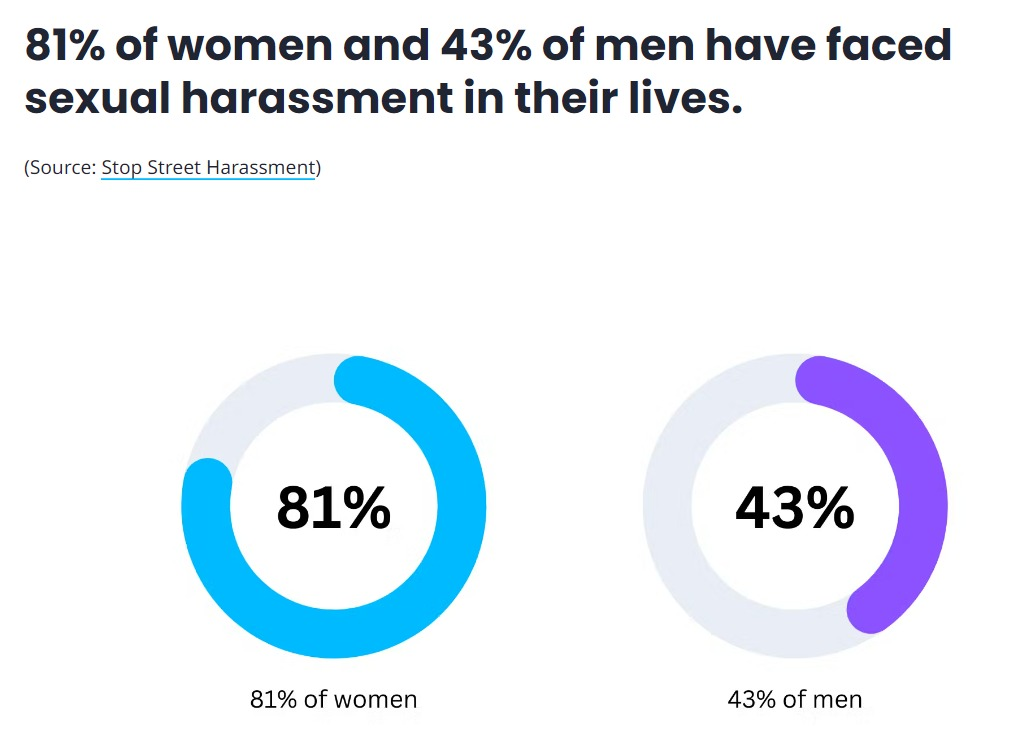 81% of women and 43% of men have faced
sexual harassment in their lives.
(Source: Stop Street Harassment)
81%
43%
81% of women
43% of men